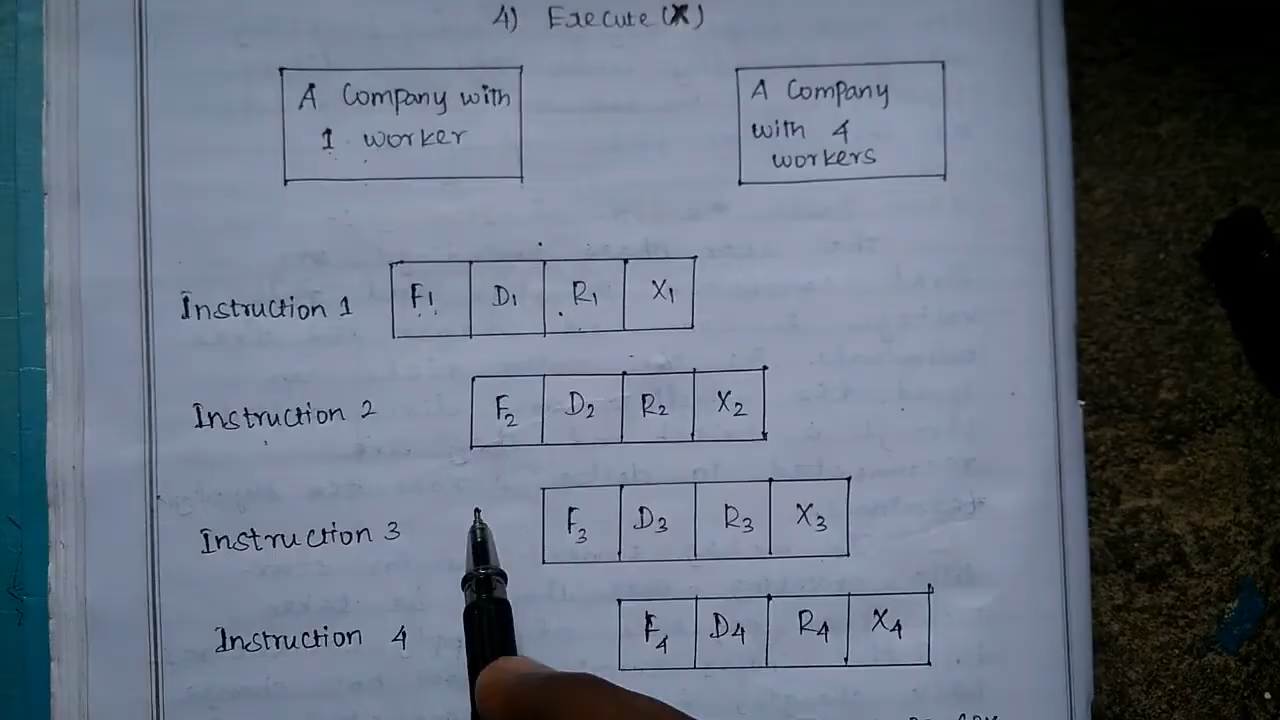 4) Execute (X)
A Company with
1 worker
A Company
with 4
workers
Instruction 1 F1 D1 R1 X1
Instruction 2 F2 D2 R2 X2
Instruction 3 F3 D3 R3 X3
Instruction 4 F4 D4 R4 X4